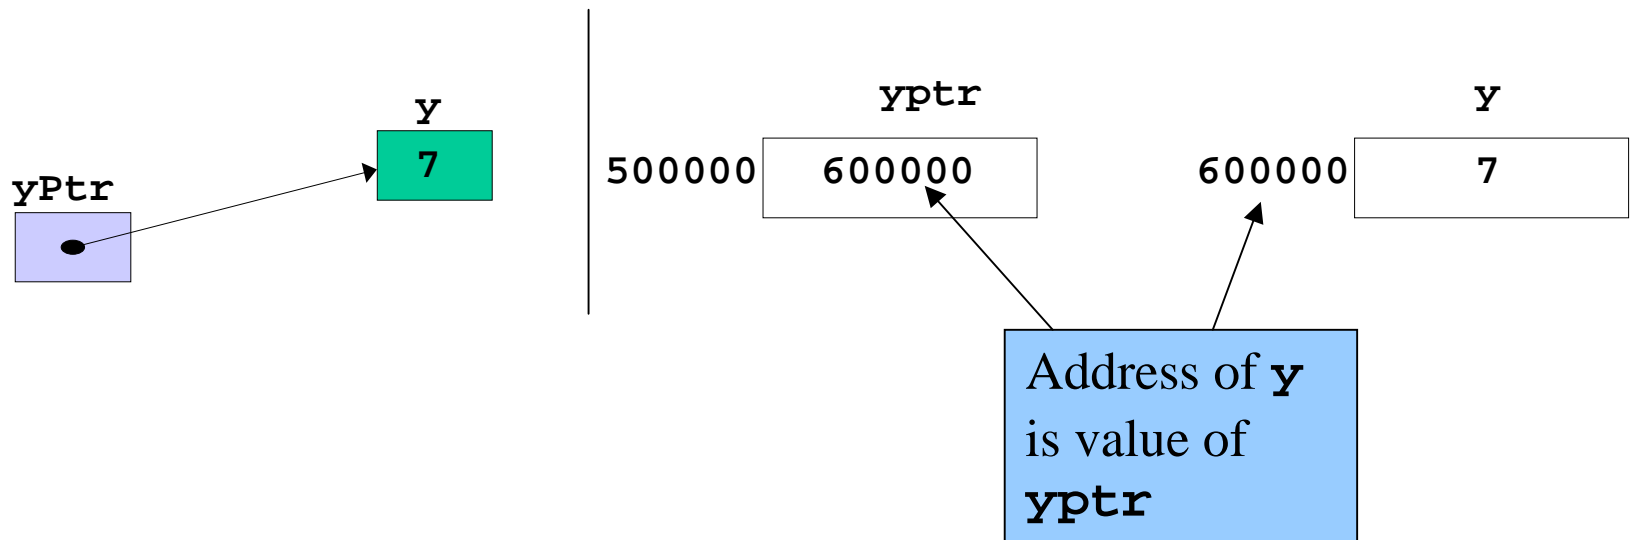 y
7
yPtr
yptr
y
500000 600000 600000 7
Address of y
is value of
yptr